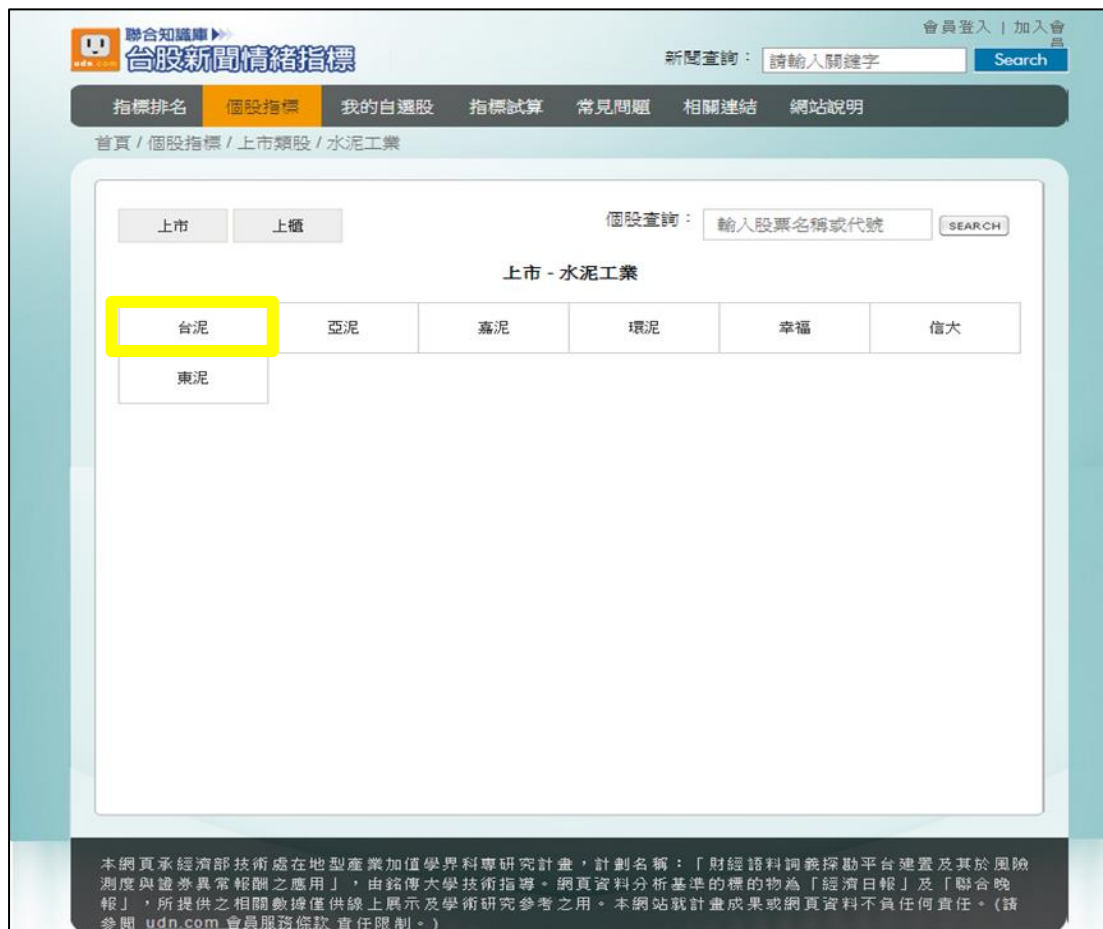 會員登入 | 加入會員
聯合知識庫
udn.com
台股新聞情緒指標
新聞查詢： 請輸入關鍵字 Search
指標排名 個股指標 我的自選股 指標試算 常見問題 相關連結 網站說明
首頁 / 個股指標 / 上市類股 / 水泥工業
上市 上櫃 個股查詢： 輸入股票名稱或代號 SEARCH
上市 - 水泥工業
台泥 亞泥 嘉泥 環泥 幸福 信大
東泥
本網頁承經濟部技術處在地型產業加值學界科專研究計畫，計劃名稱：「財經語料詞義探勘平台建置及其於風險
測度與證券異常報酬之應用」，由銘傳大學技術指導。網頁資料分析基準的標的物為「經濟日報」及「聯合晚
報」，所提供之相關數據僅供線上展示及學術研究參考之用。本網站就計畫成果或網頁資料不負任何責任。(請
參閱 udn.com 會員服務條款 責任限制。)